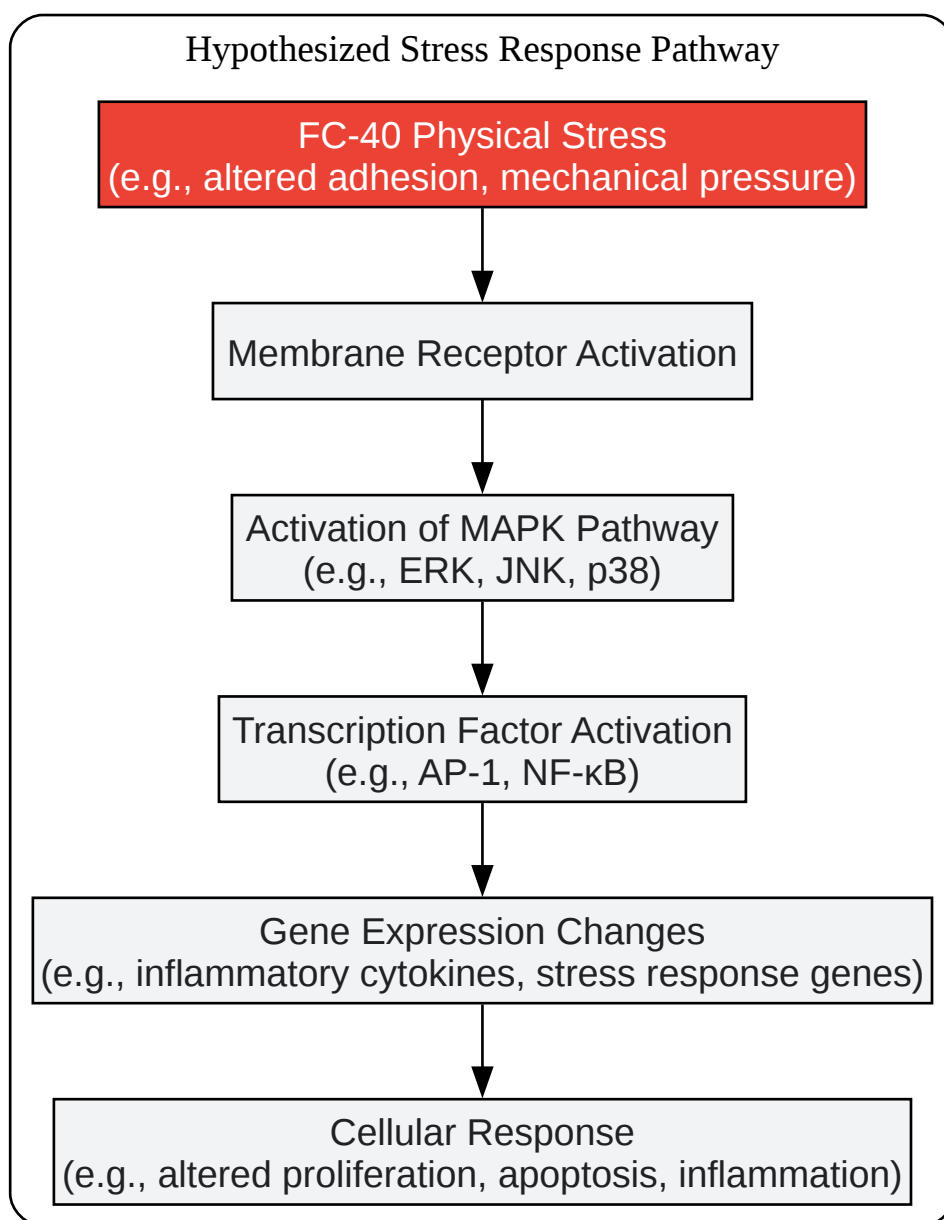 Hypothesized Stress Response Pathway
FC-40 Physical Stress
(e.g., altered adhesion, mechanical pressure)
Membrane Receptor Activation
Activation of MAPK Pathway
(e.g., ERK, JNK, p38)
Transcription Factor Activation
(e.g., AP-1, NF-κB)
Gene Expression Changes
(e.g., inflammatory cytokines, stress response genes)
Cellular Response
(e.g., altered proliferation, apoptosis, inflammation)